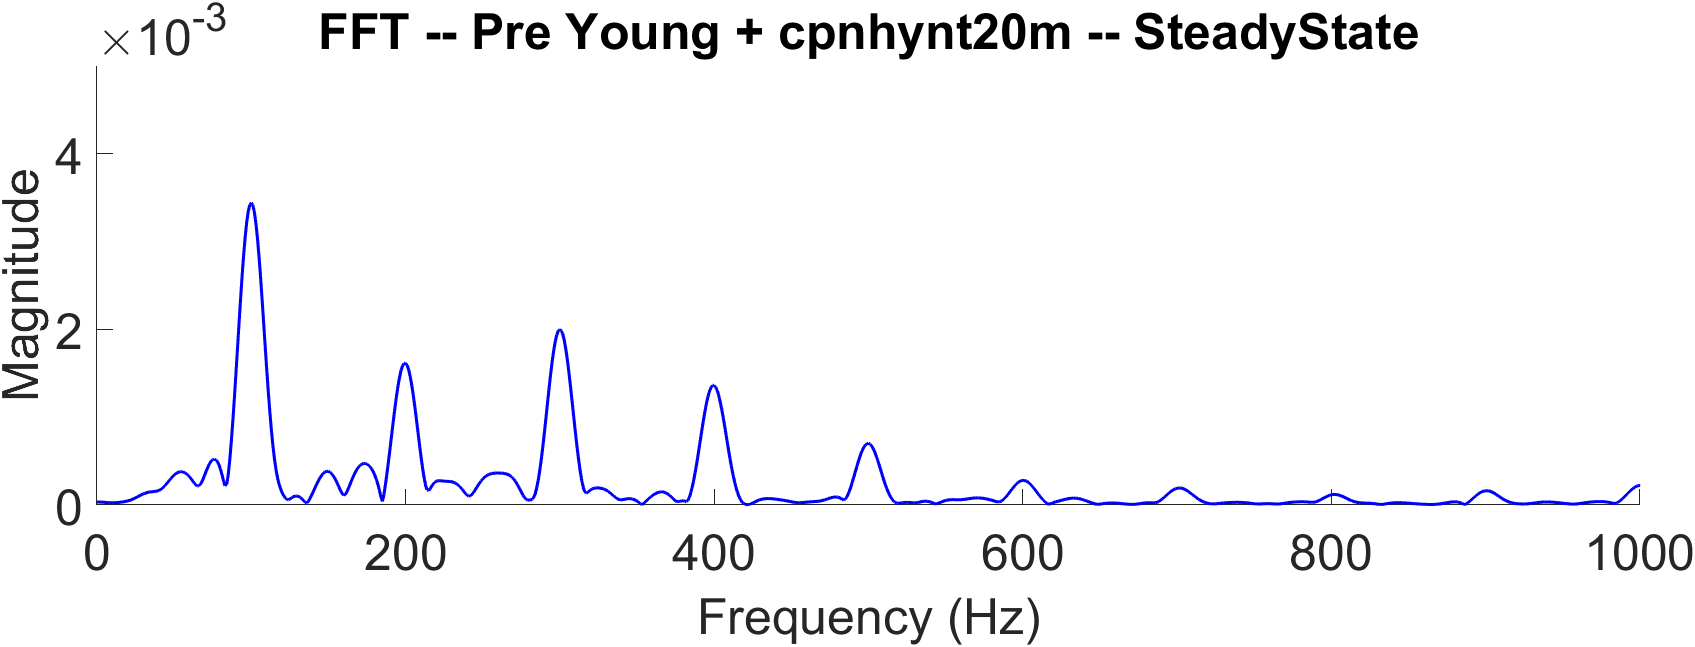 ×10-3
FFT -- Pre Young + cpnhynt20m -- SteadyState
Magnitude
4
2
0
0 200 400 600 800 1000
Frequency (Hz)